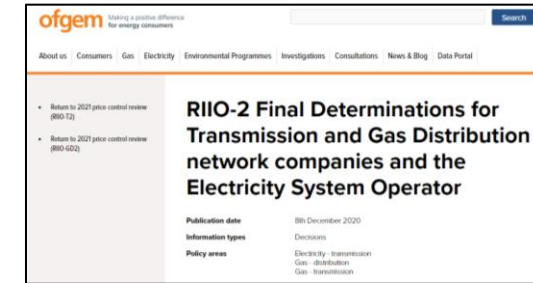 ofgem Making a positive difference
for energy consumers
Search
About us Consumers Gas Electricity Environmental Programmes Investigations Consultations News & Blog Data Portal
• Return to 2021 price control review
(RIIO-T2)
• Return to 2021 price control review
(RIIO-GD2)
RIIO-2 Final Determinations for
Transmission and Gas Distribution
network companies and the
Electricity System Operator
Publication date 8th December 2020
Information types Decisions
Policy areas Electricity - transmission
Gas - distribution
Gas - transmission